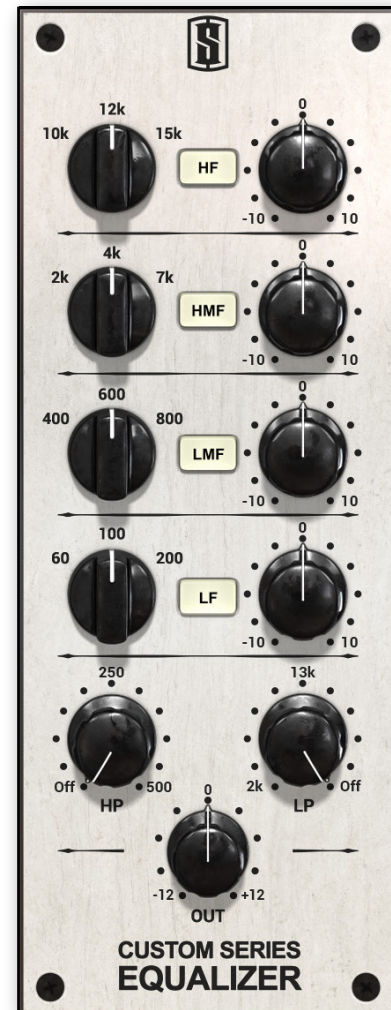 S
12k
10k 15k
HF
0
-10 10
4k
2k 7k
HMF
0
-10 10
600
400 800
LMF
0
-10 10
100
60 200
LF
0
-10 10
250
Off 500
HP
13k
2k Off
LP
0
-12 +12
OUT
CUSTOM SERIES
EQUALIZER